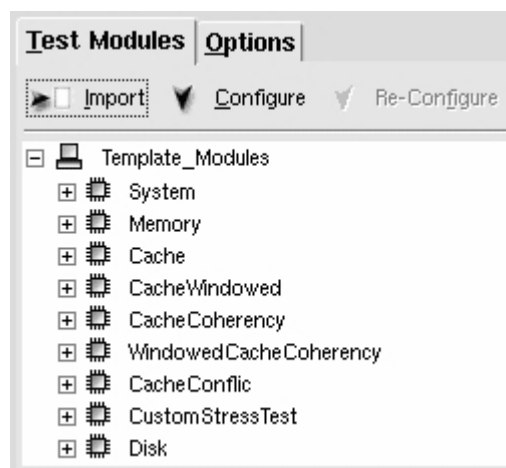 Test Modules Options
Import Configure Re-Configure
Template_Modules
System
Memory
Cache
CacheWindowed
CacheCoherency
WindowedCacheCoherency
CacheConflic
CustomStressTest
Disk